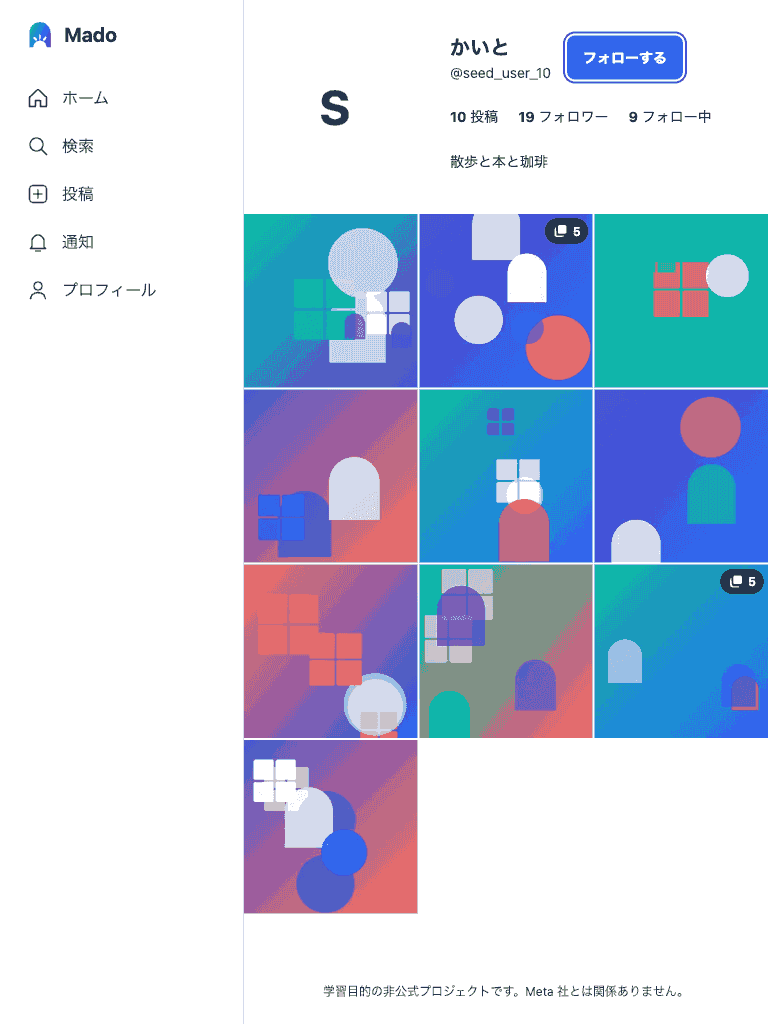 Mado
ホーム
検索
投稿
通知
プロフィール
S
かいと
@seed_user_10
フォローする
10 投稿 19 フォロワー 9 フォロー中
散歩と本と珈琲
5
5
学習目的の非公式プロジェクトです。Meta 社とは関係ありません。